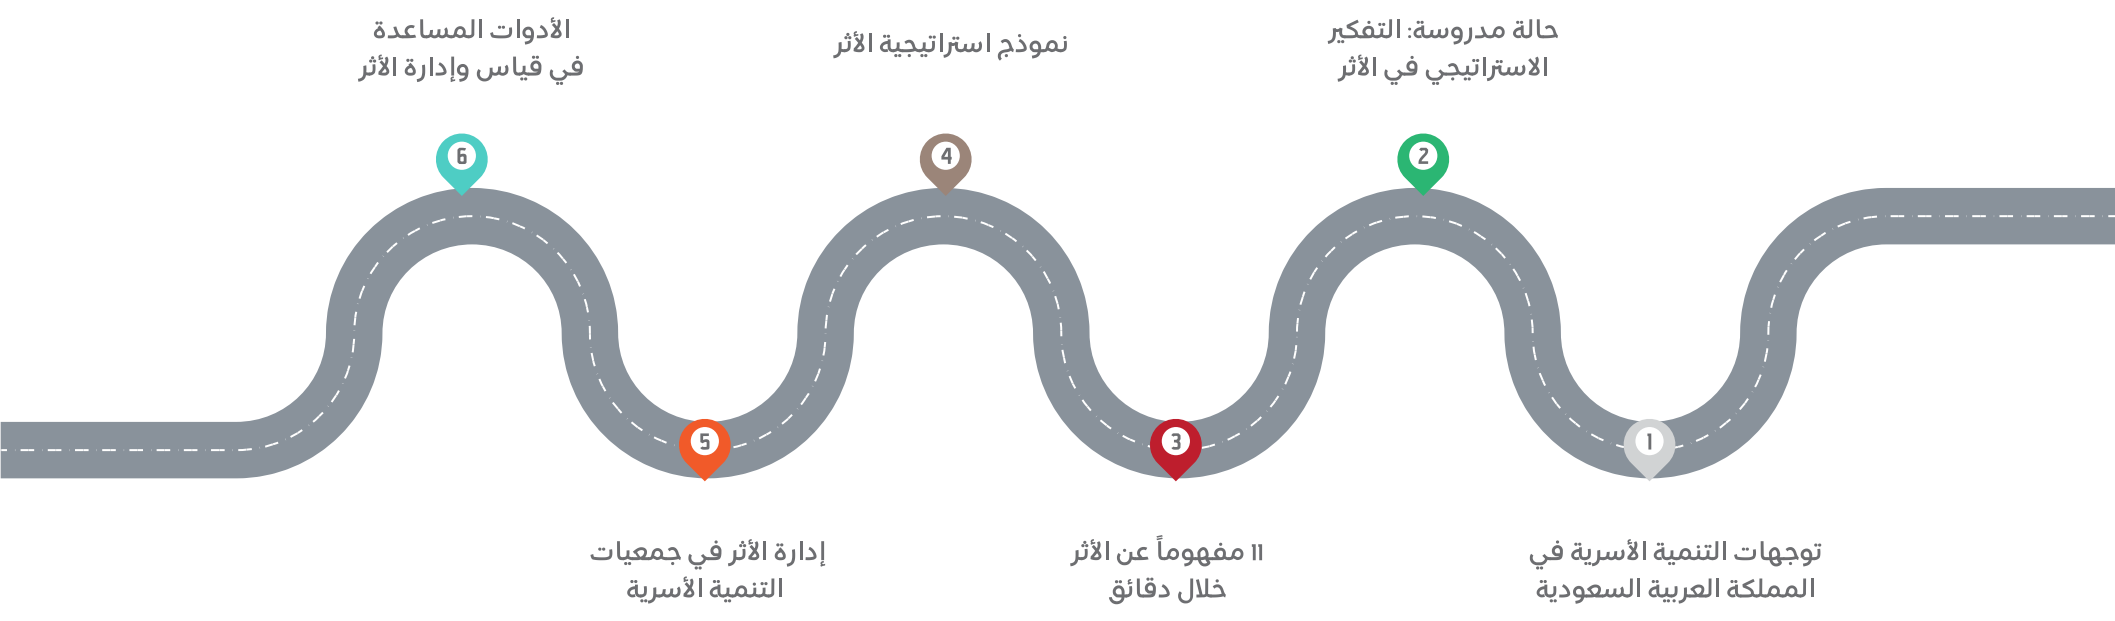 1
توجهات التنمية الأسرية في
المملكة العربية السعودية
2
حالة مدروسة: التفكير
الاستراتيجي في الأثر
3
11 مفهوماً عن الأثر
خلال دقائق
4
نموذج استراتيجية الأثر
5
إدارة الأثر في جمعيات
التنمية الأسرية
6
الأدوات المساعدة
في قياس وإدارة الأثر